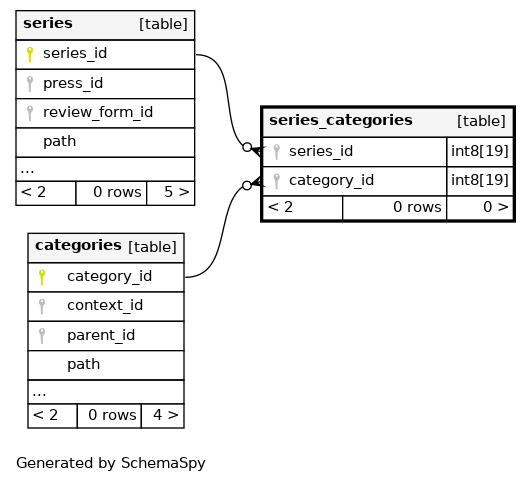 series [table]
series_id
press_id
review_form_id
path
...
< 2 0 rows 5 >
series_categories [table]
series_id int8[19]
category_id int8[19]
< 2 0 rows 0 >
categories [table]
category_id
context_id
parent_id
path
...
< 2 0 rows 4 >
Generated by SchemaSpy